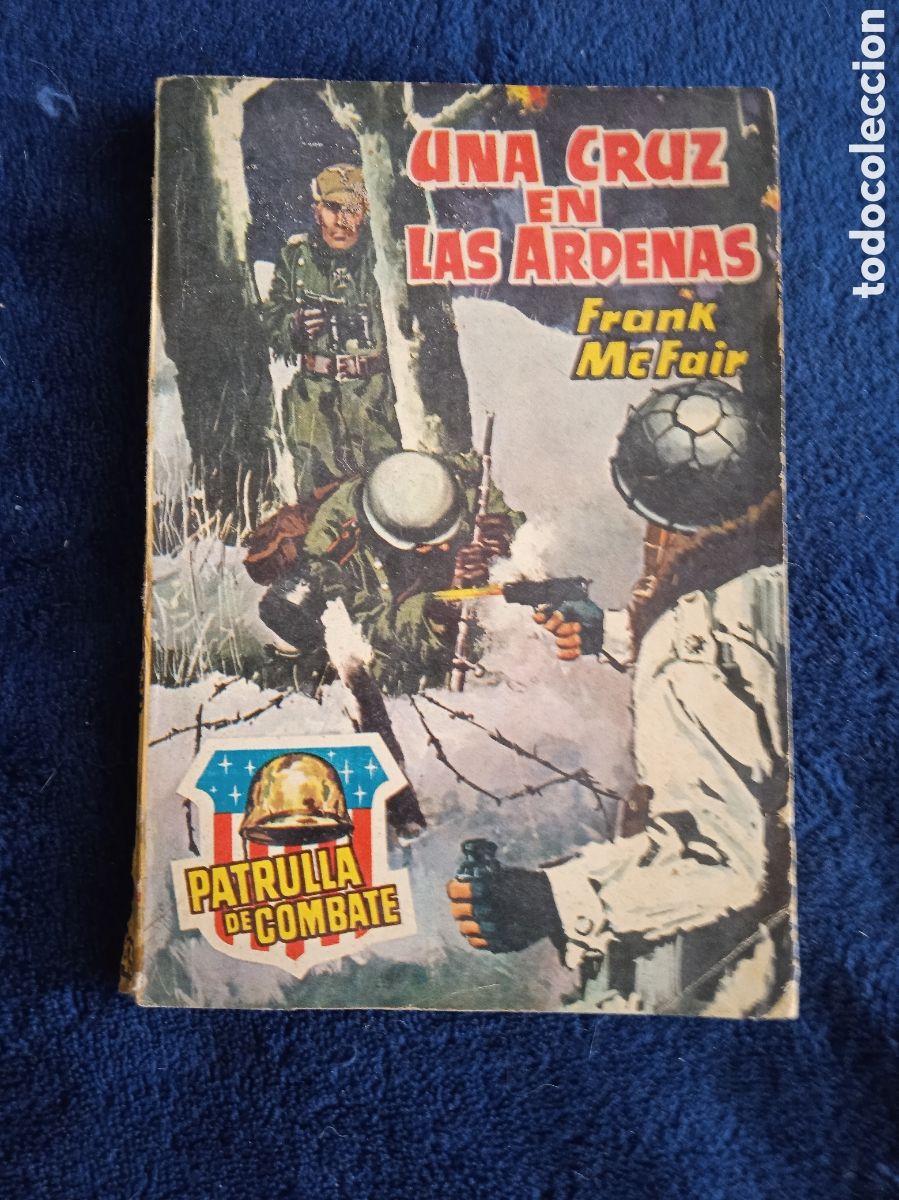 UNA CRUZ
EN
LAS ARDENAS
Frank
McFair
PATRULLA
DE COMBATE
todocoleccion